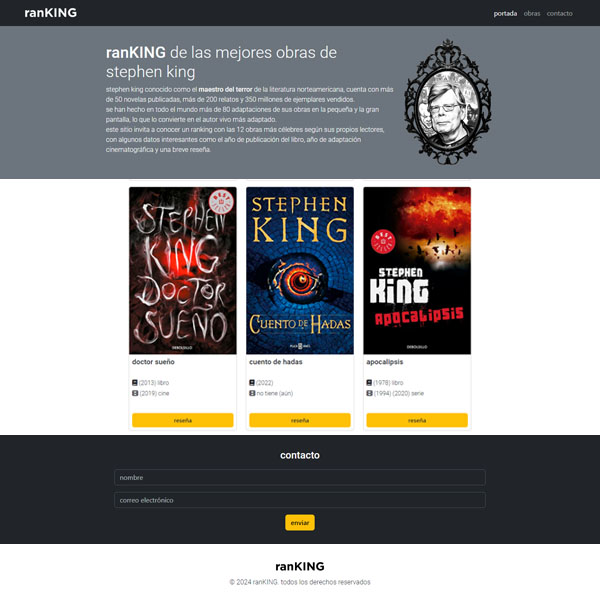 ranKING
portada obras contacto
ranKING de las mejores obras de
stephen king
stephen king conocido como el maestro del terror de la literatura norteamericana, cuenta con más
de 50 novelas publicadas, más de 200 relatos y 350 millones de ejemplares vendidos.
se han hecho en todo el mundo más de 80 adaptaciones de sus obras en la pequeña y la gran
pantalla, lo que lo convierte en el autor vivo más adaptado.
este sitio invita a conocer un ranking con las 12 obras más célebres según sus propios lectores,
con algunos datos interesantes como el año de publicación del libro, año de adaptación
cinematográfica y una breve reseña.
STEPHEN
KING
DOCTOR
SUEÑO
DEBOLSILLO
STEPHEN
KING
CUENTO DE HADAS
PLAZA JANÉS
STEPHEN
KING
Apocalipsis
DEBOLSILLO
doctor sueño
(2013) libro
(2019) cine
reseña
cuento de hadas
(2022)
no tiene (aún)
reseña
apocalipsis
(1978) libro
(1994) (2020) serie
reseña
contacto
nombre
correo electrónico
enviar
ranKING
© 2024 ranKING. todos los derechos reservados